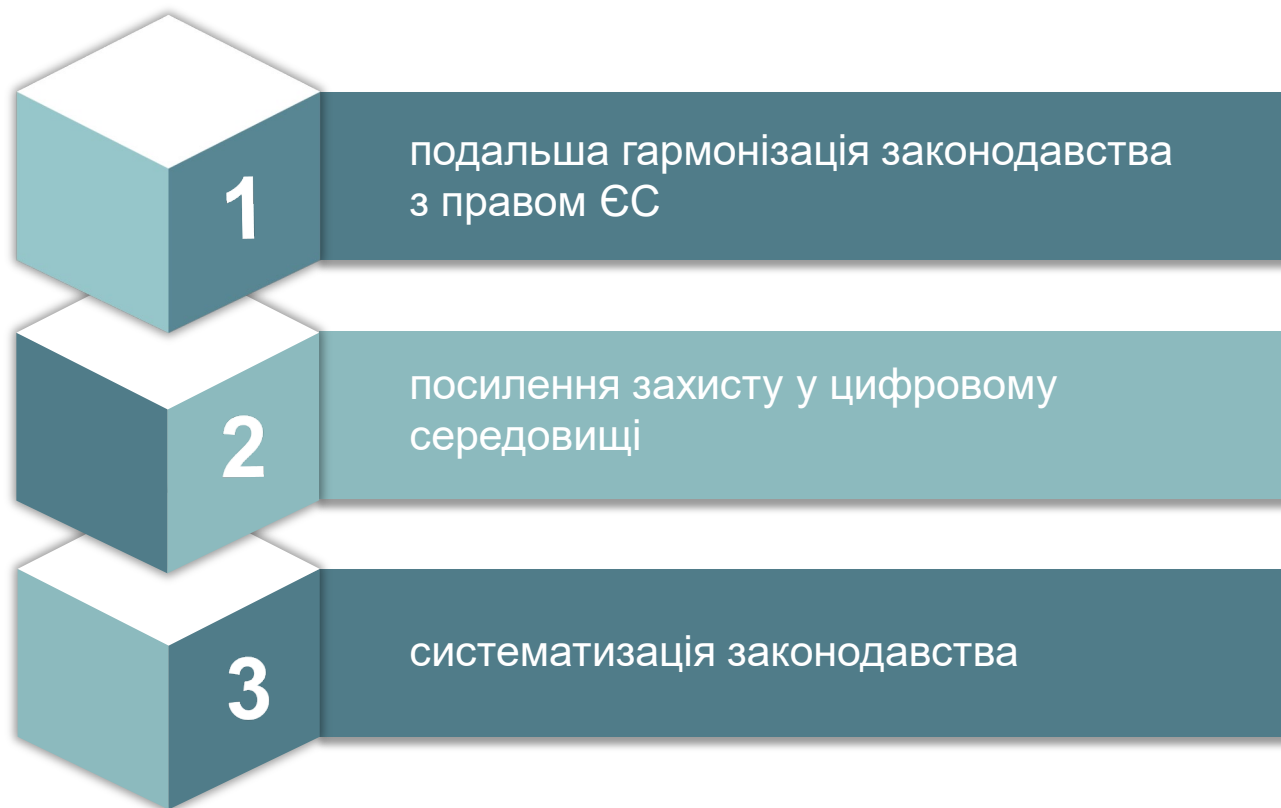 1
подальша гармонізація законодавства
з правом ЄС
2
посилення захисту у цифровому
середовищі
3
систематизація законодавства